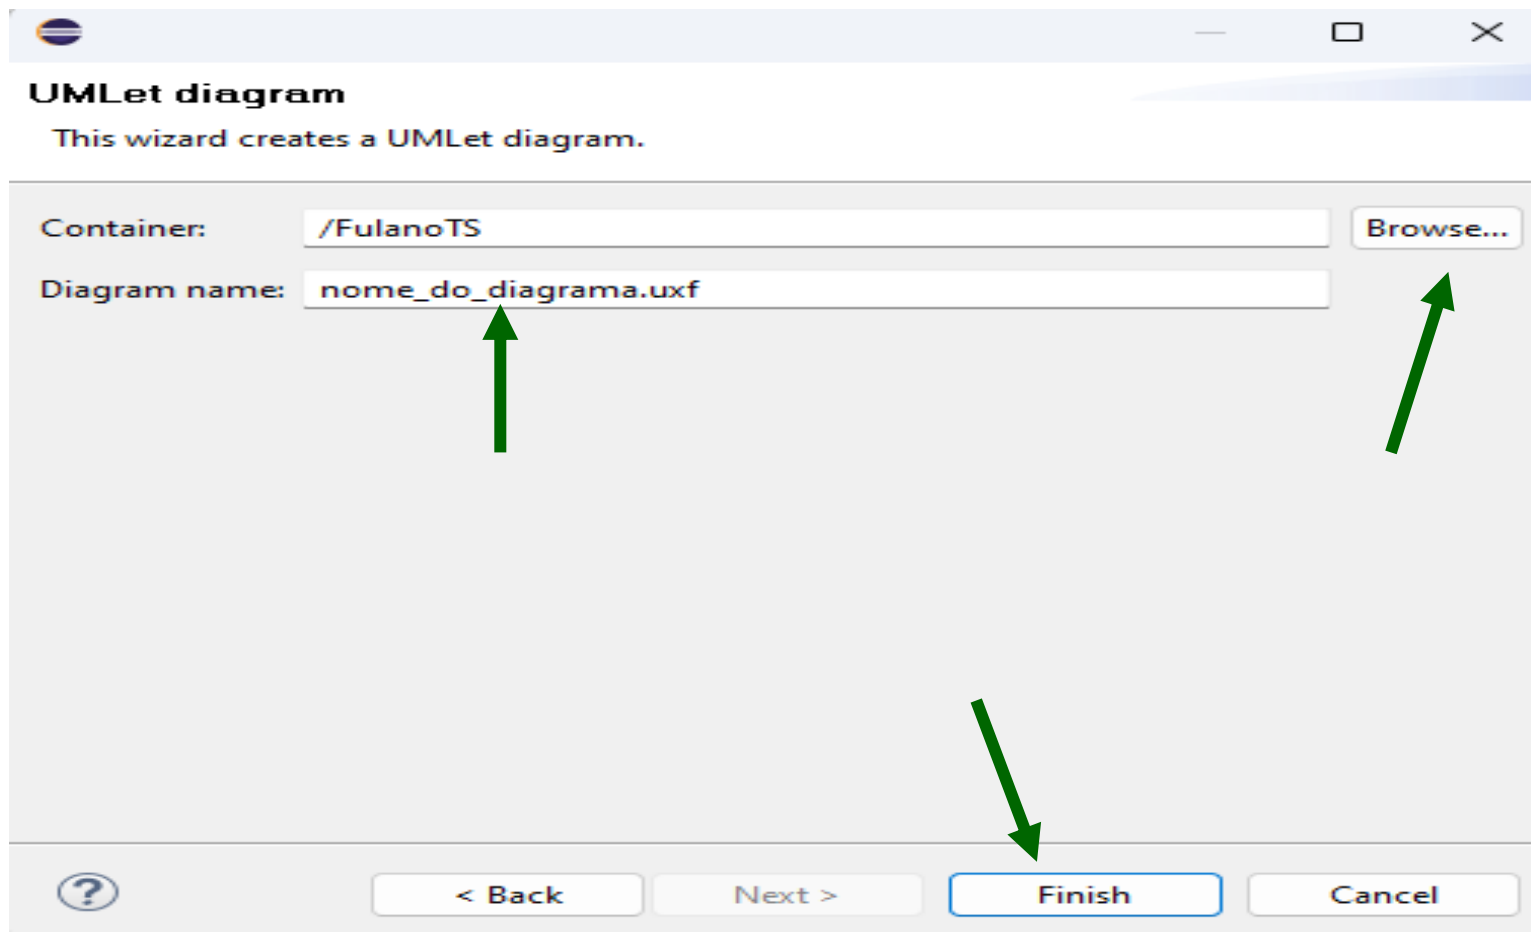 UMLet diagram
This wizard creates a UMLet diagram.
Container: /FulanoTS Browse...
Diagram name: nome_do_diagrama.uxf
? < Back Next > Finish Cancel